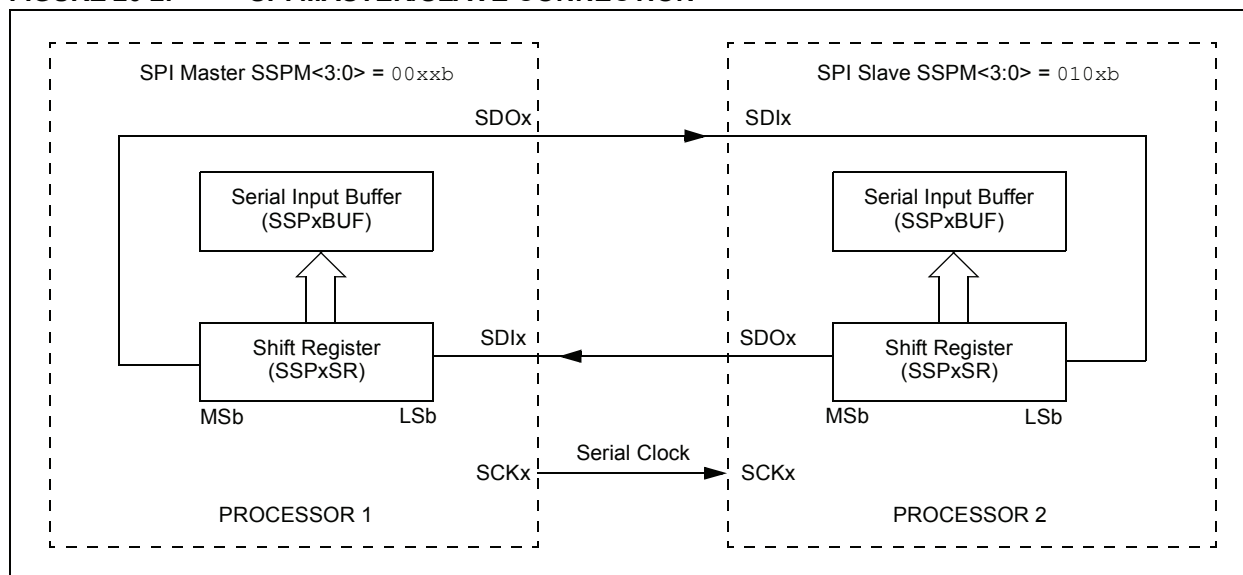 SPI Master SSPM<3:0> = 00xxb
SPI Slave SSPM<3:0> = 010xb
SDOx
SDIx
Serial Input Buffer
(SSPxBUF)
Serial Input Buffer
(SSPxBUF)
SDIx
SDOx
Shift Register
(SSPxSR)
Shift Register
(SSPxSR)
MSb
LSb
MSb
LSb
Serial Clock
SCKx
SCKx
PROCESSOR 1
PROCESSOR 2